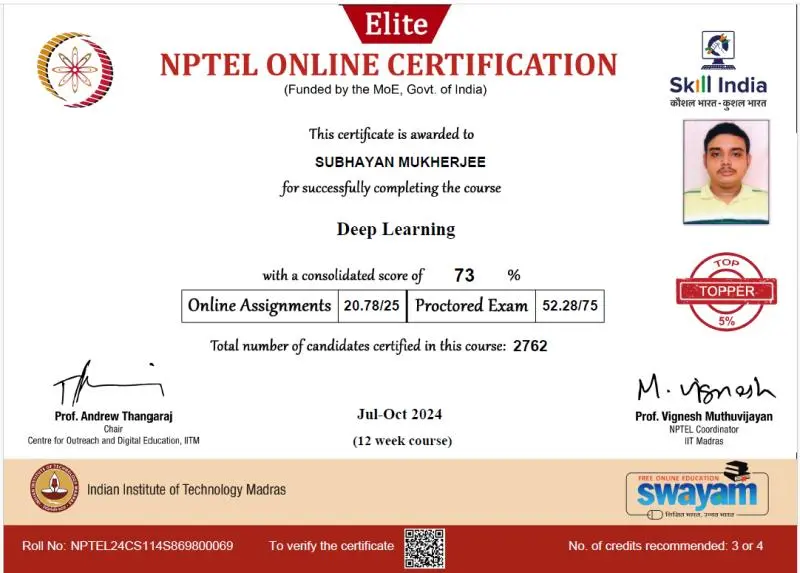 Elite
NPTEL ONLINE CERTIFICATION
(Funded by the MoE, Govt. of India)
Skill India
कौशल भारत - कुशल भारत
This certificate is awarded to
SUBHAYAN MUKHERJEE
for successfully completing the course
Deep Learning
with a consolidated score of 73 %
Online Assignments 20.78/25 Proctored Exam 52.28/75
TOP
TOPPER
5%
Total number of candidates certified in this course: 2762
M. Vignesh
Prof. Andrew Thangaraj
Chair
Centre for Outreach and Digital Education, IITM
Jul-Oct 2024
(12 week course)
Prof. Vignesh Muthuvijayan
NPTEL Coordinator
IIT Madras
Indian Institute of Technology Madras
FREE ONLINE EDUCATION
swayam
शिक्षित भारत, उन्नत भारत
Roll No: NPTEL24CS114S869800069 To verify the certificate No. of credits recommended: 3 or 4